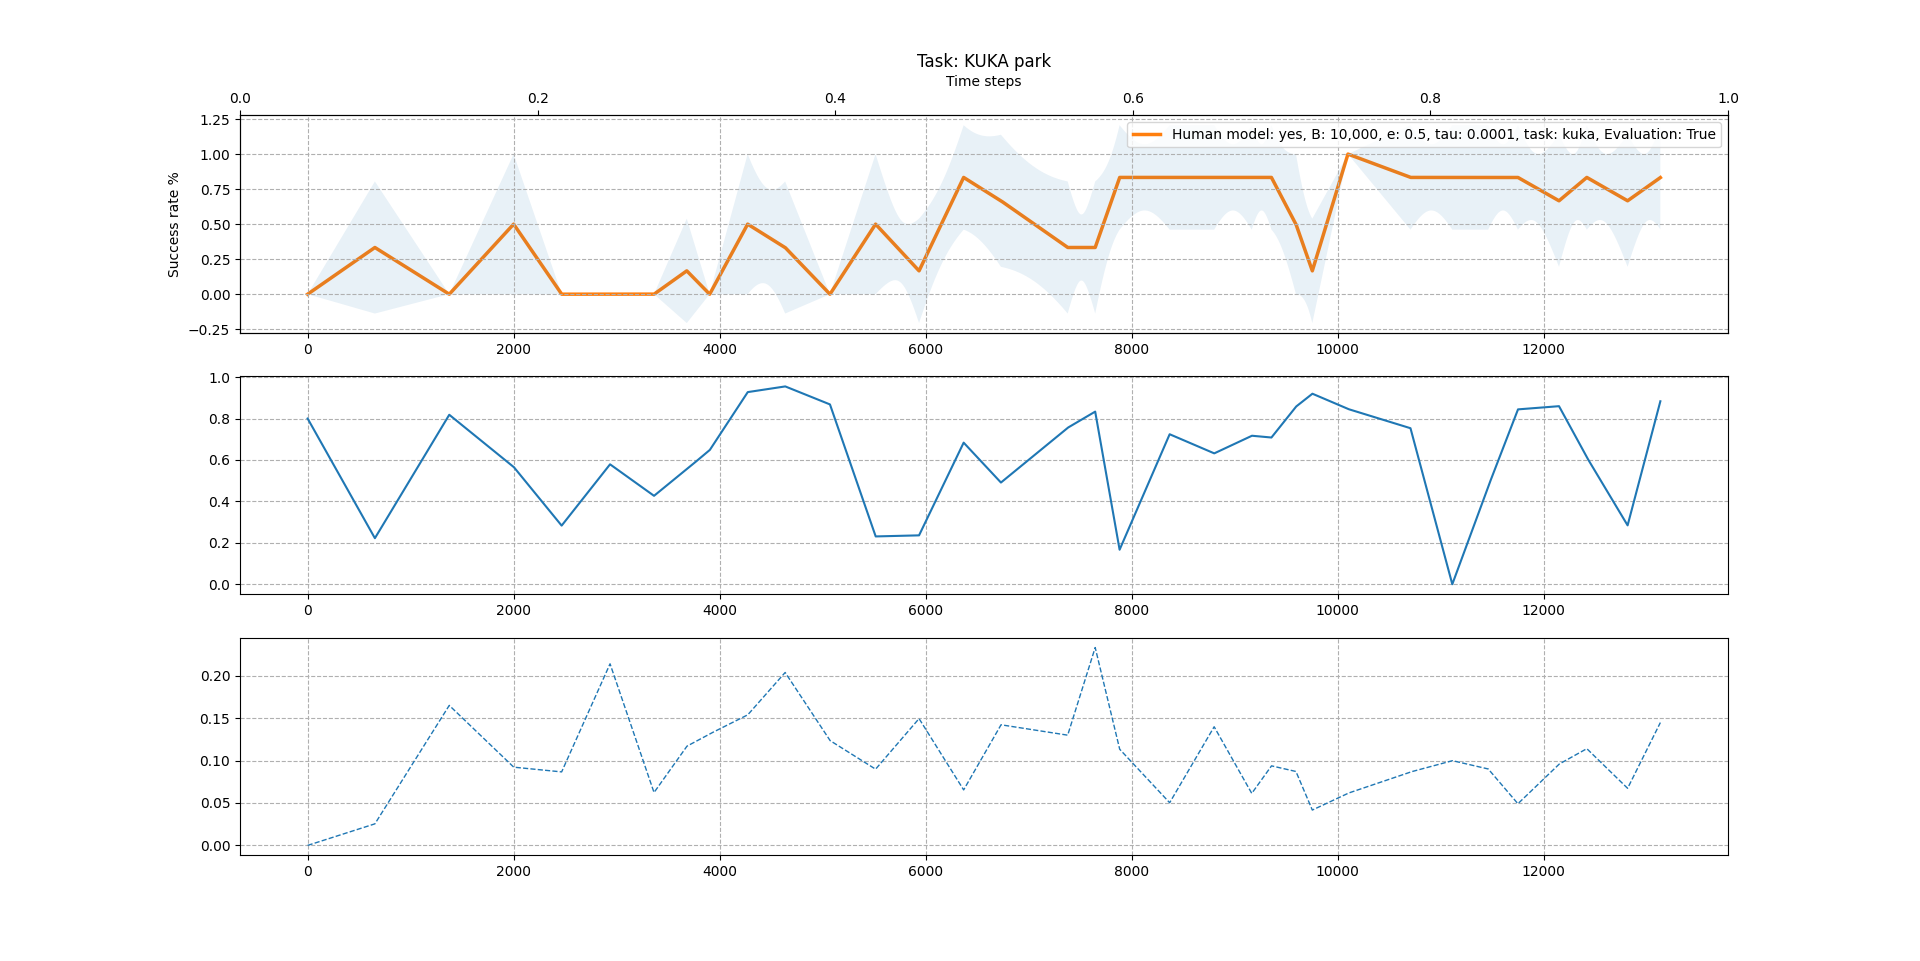 Task: KUKA park
Time steps
0.0 0.2 0.4 0.6 0.8 1.0
Success rate %
1.25
1.00
0.75
0.50
0.25
0.00
−0.25
Human model: yes, B: 10,000, e: 0.5, tau: 0.0001, task: kuka, Evaluation: True
0 2000 4000 6000 8000 10000 12000
1.0
0.8
0.6
0.4
0.2
0.0
0 2000 4000 6000 8000 10000 12000
0.20
0.15
0.10
0.05
0.00
0 2000 4000 6000 8000 10000 12000